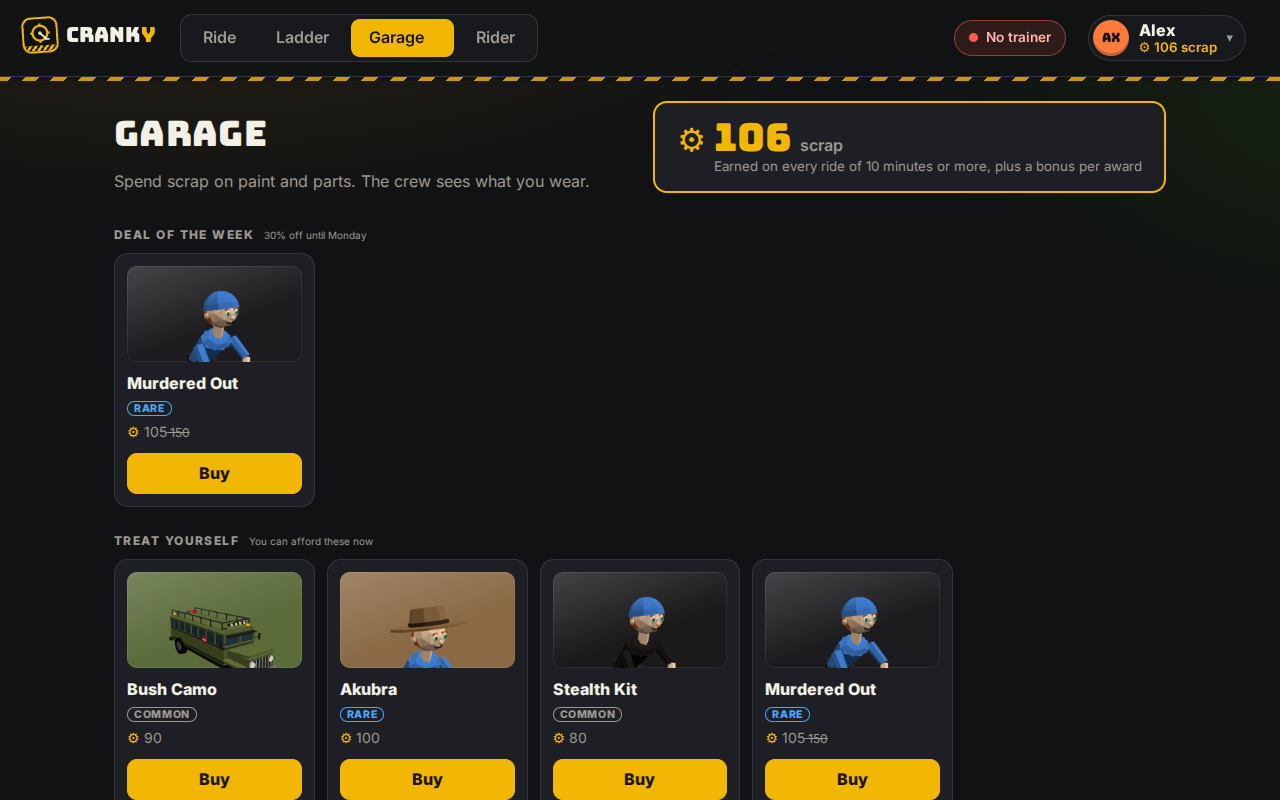 CRANKY
Ride
Ladder
Garage
Rider
No trainer
AX
Alex
106 scrap
GARAGE
106 scrap
Earned on every ride of 10 minutes or more, plus a bonus per award
Spend scrap on paint and parts. The crew sees what you wear.
DEAL OF THE WEEK 30% off until Monday
Murdered Out
RARE
105 150
Buy
TREAT YOURSELF You can afford these now
Bush Camo
COMMON
90
Buy
Akubra
RARE
100
Buy
Stealth Kit
COMMON
80
Buy
Murdered Out
RARE
105 150
Buy